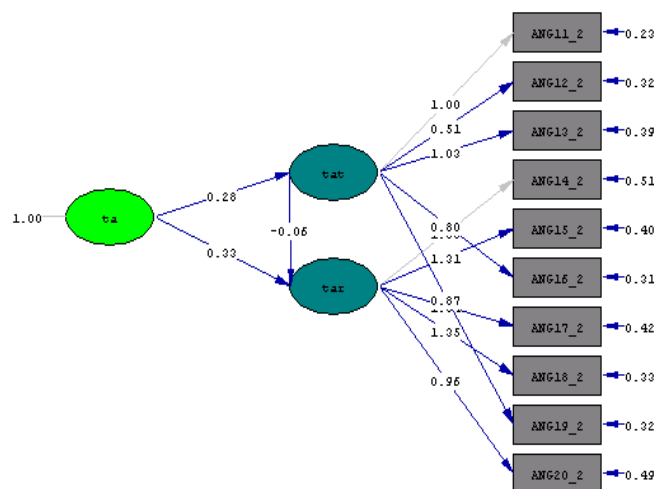 ANG11_2 0.23
ANG12_2 0.32
1.00
0.51
ANG13_2 0.39
1.03
tat
ANG14_2 0.51
0.28
1.00 ta
-0.06
0.80
ANG15_2 0.40
0.33
1.31
ANG16_2 0.31
tar
0.87
ANG17_2 0.42
1.35
ANG18_2 0.33
0.96
ANG19_2 0.32
ANG20_2 0.49